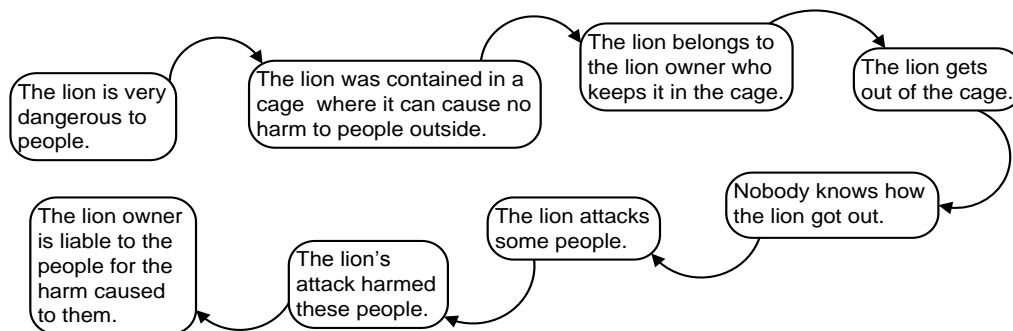 The lion is very
dangerous to
people.
The lion was contained in a
cage where it can cause no
harm to people outside.
The lion belongs to
the lion owner who
keeps it in the cage.
The lion gets
out of the cage.
Nobody knows how
the lion got out.
The lion attacks
some people.
The lion’s
attack harmed
these people.
The lion owner
is liable to the
people for the
harm caused
to them.